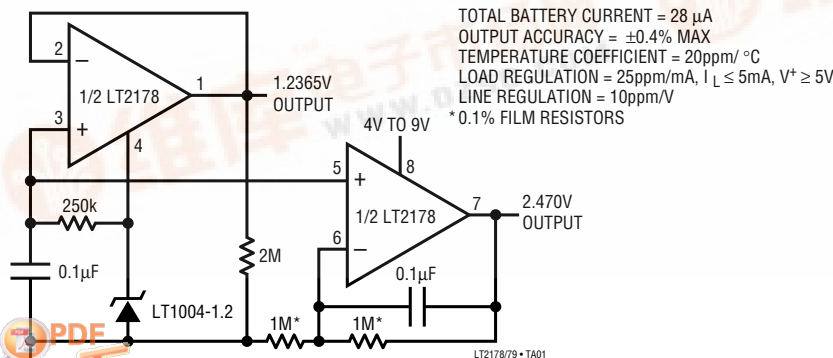 TOTAL BATTERY CURRENT = 28 µA
OUTPUT ACCURACY = ±0.4% MAX
TEMPERATURE COEFFICIENT = 20ppm/ °C
LOAD REGULATION = 25ppm/mA, I L ≤ 5mA, V+ ≥ 5V
LINE REGULATION = 10ppm/V
* 0.1% FILM RESISTORS
2
–
1/2 LT2178
1
1.2365V
OUTPUT
3
+
4
4V TO 9V
8
5
+
1/2 LT2178
7
2.470V
OUTPUT
6
–
250k
0.1µF
2M
0.1µF
LT1004-1.2
1M*
1M*
PDF
LT2178/79 • TA01